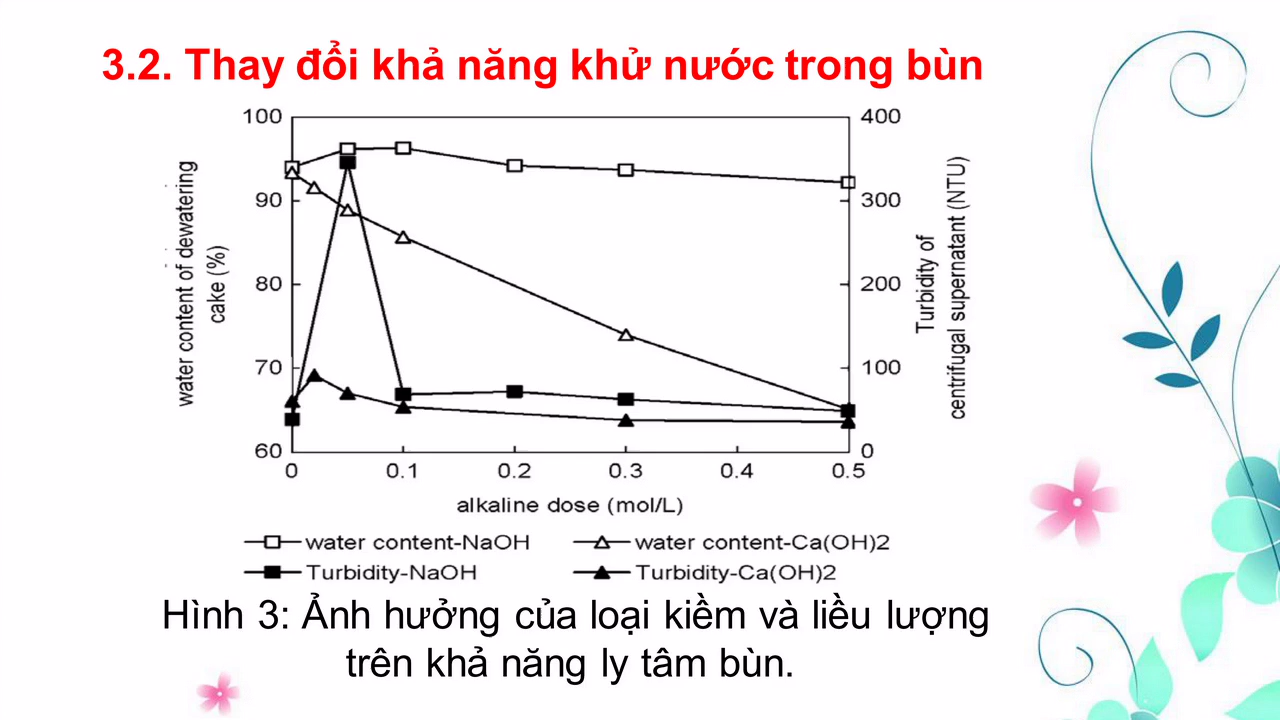 3.2. Thay đổi khả năng khử nước trong bùn
100
90
80
70
60
400
300
200
100
0
water content of dewatering
cake (%)
Turbidity of
centrifugal supernatant (NTU)
0 0.1 0.2 0.3 0.4 0.5
alkaline dose (mol/L)
water content-NaOH water content-Ca(OH)2
Turbidity-NaOH Turbidity-Ca(OH)2
Hình 3: Ảnh hưởng của loại kiềm và liều lượng
trên khả năng ly tâm bùn.